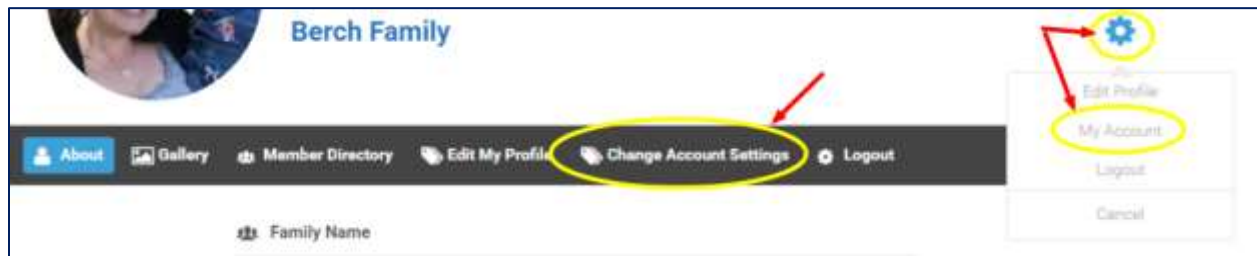 Berch Family
Edit Profile
My Account
About Gallery Member Directory Edit My Profile Change Account Settings Logout
Logout
Cancel
Family Name